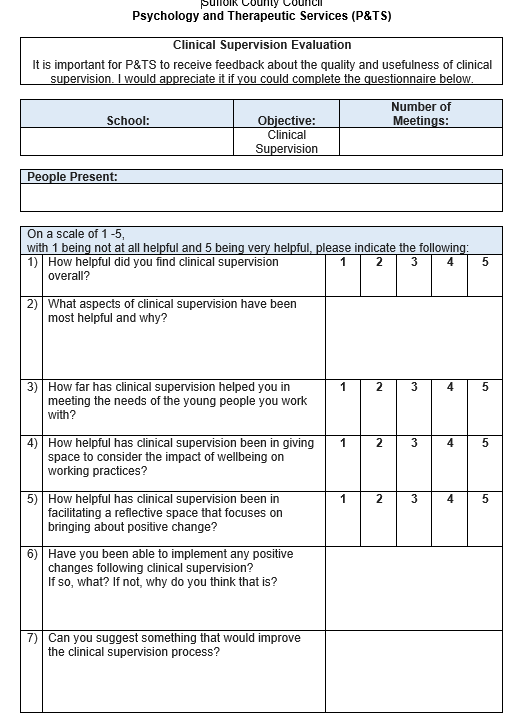 Suffolk County Council
Psychology and Therapeutic Services (P&TS)
Clinical Supervision Evaluation
It is important for P&TS to receive feedback about the quality and usefulness of clinical
supervision. I would appreciate it if you could complete the questionnaire below.
School:
Objective:
Number of
Meetings:
Clinical
Supervision
People Present:
On a scale of 1 -5,
with 1 being not at all helpful and 5 being very helpful, please indicate the following:
1) How helpful did you find clinical supervision 1 2 3 4 5
overall?
2) What aspects of clinical supervision have been
most helpful and why?
3) How far has clinical supervision helped you in 1 2 3 4 5
meeting the needs of the young people you work
with?
4) How helpful has clinical supervision been in giving 1 2 3 4 5
space to consider the impact of wellbeing on
working practices?
5) How helpful has clinical supervision been in 1 2 3 4 5
facilitating a reflective space that focuses on
bringing about positive change?
6) Have you been able to implement any positive
changes following clinical supervision?
If so, what? If not, why do you think that is?
7) Can you suggest something that would improve
the clinical supervision process?